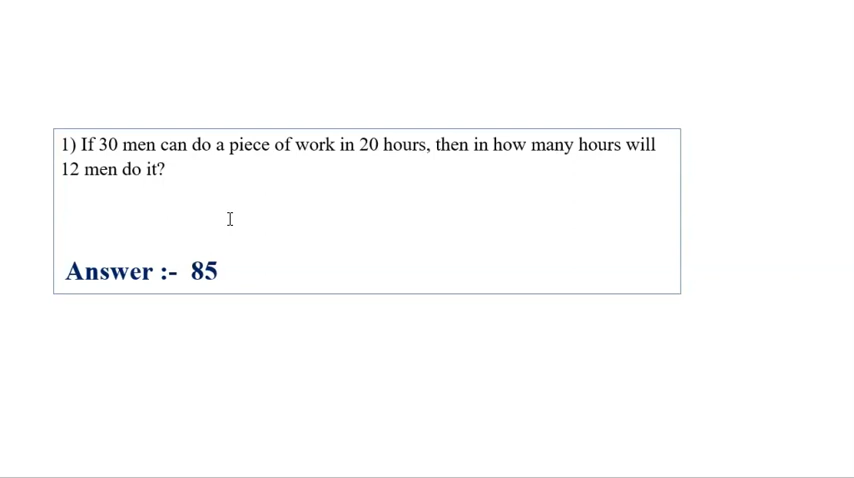 1) If 30 men can do a piece of work in 20 hours, then in how many hours will
12 men do it?
Answer :-  85